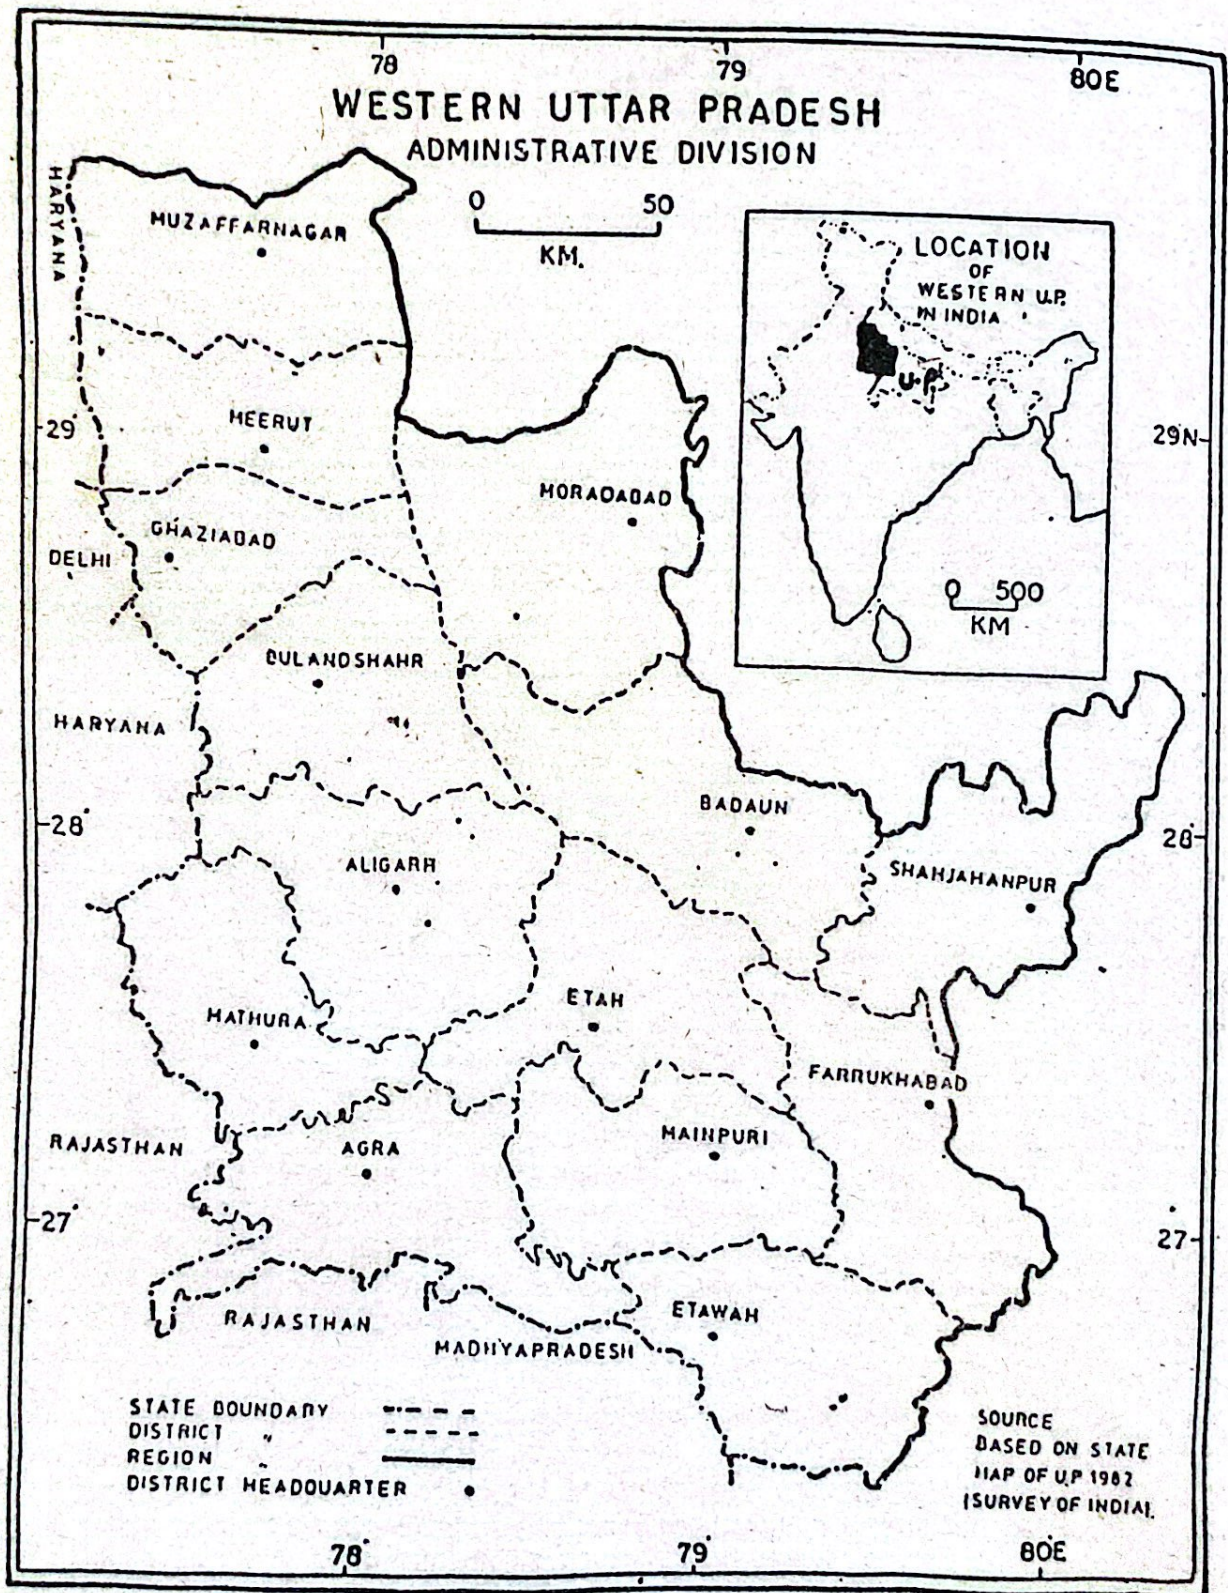 78 79 80E
WESTERN UTTAR PRADESH
ADMINISTRATIVE DIVISION
0 50
KM.
HARYANA
MUZAFFARNAGAR
LOCATION
OF
WESTERN U.P.
IN INDIA
U.P.
0 500
KM
29° 29°N
MEERUT
MORADABAD
GHAZIABAD
DELHI
BULANDSHAHR
HARYANA
BADAUN
28° 28°
ALIGARH
SHAHJAHANPUR
ETAH
MATHURA
FARRUKHABAD
MAINPURI
RAJASTHAN
AGRA
27° 27°
ETAWAH
RAJASTHAN
MADHYAPRADESH
STATE BOUNDARY
DISTRICT "
REGION "
DISTRICT HEADQUARTER
SOURCE
BASED ON STATE
MAP OF U.P 1982
(SURVEY OF INDIA).
78° 79° 80°E